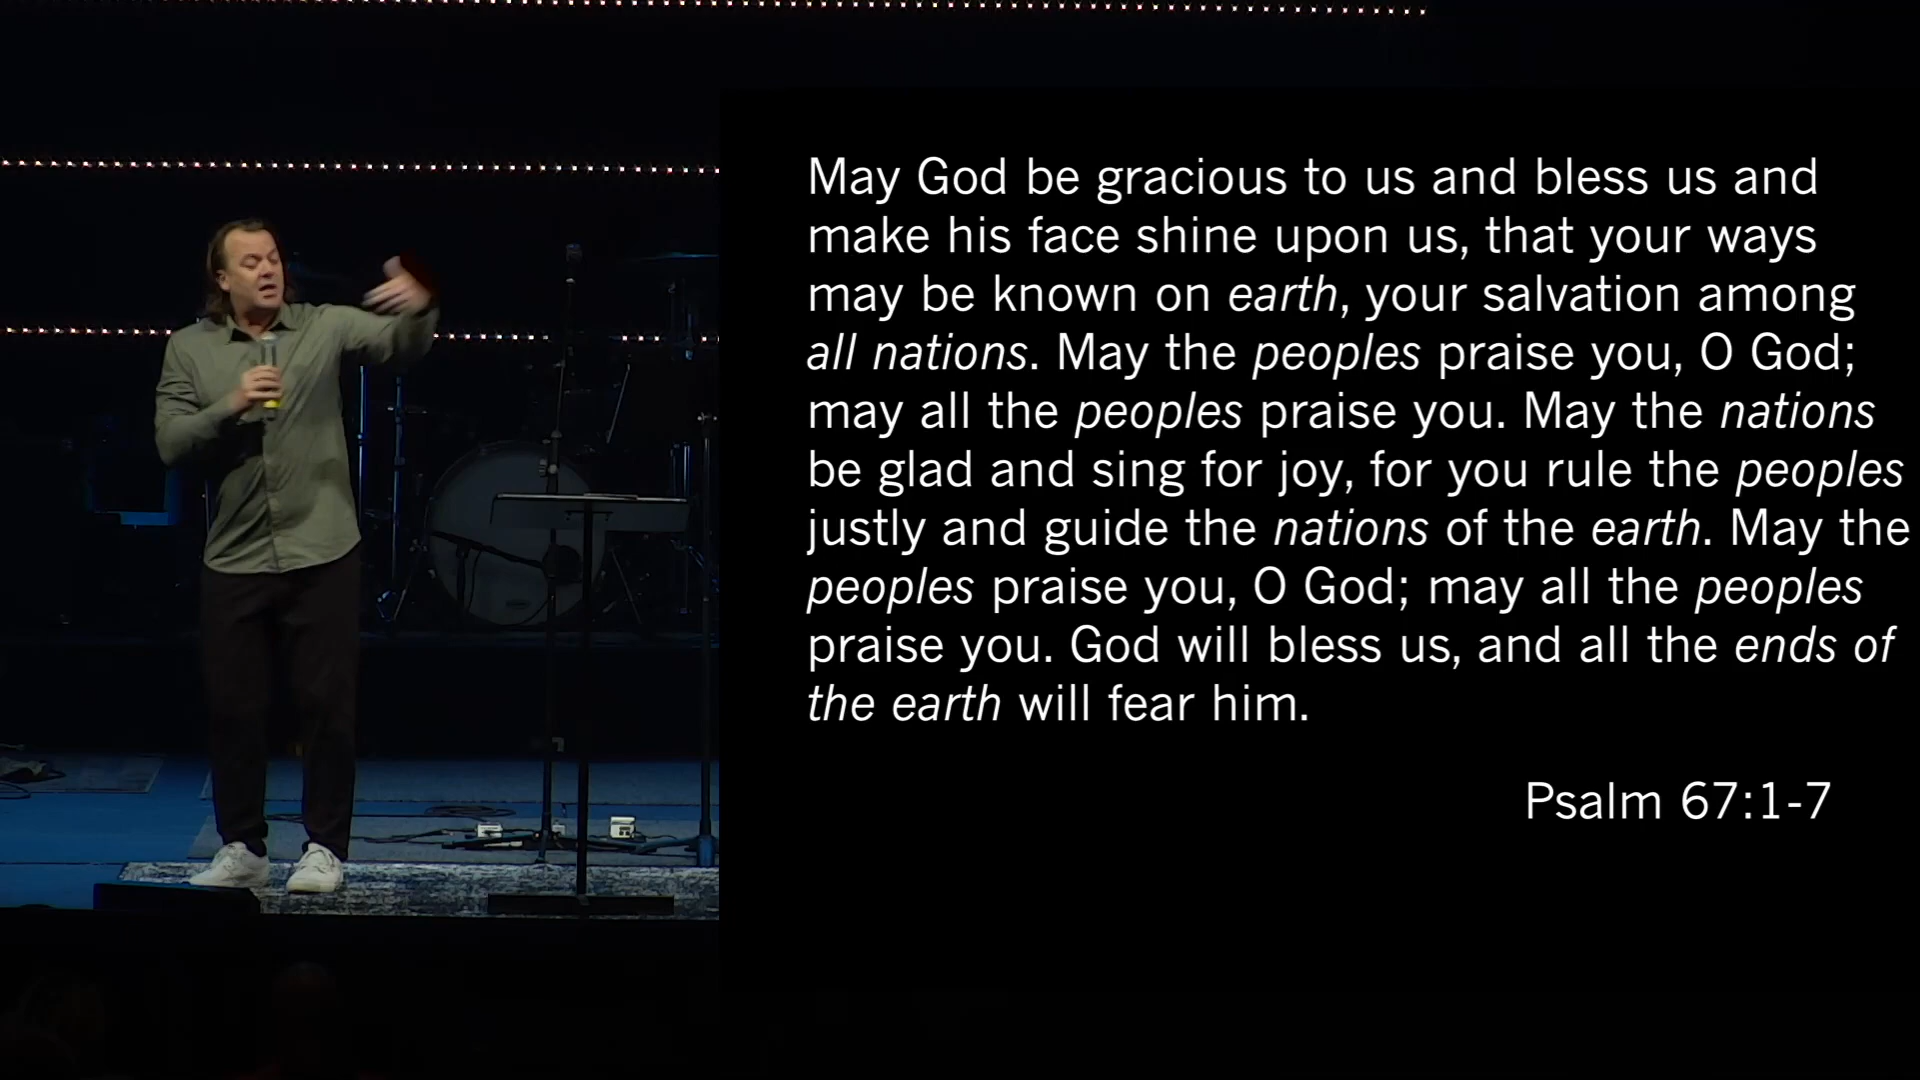 May God be gracious to us and bless us and
make his face shine upon us, that your ways
may be known on earth, your salvation among
all nations. May the peoples praise you, O God;
may all the peoples praise you. May the nations
be glad and sing for joy, for you rule the peoples
justly and guide the nations of the earth. May the
peoples praise you, O God; may all the peoples
praise you. God will bless us, and all the ends of
the earth will fear him.
Psalm 67:1-7